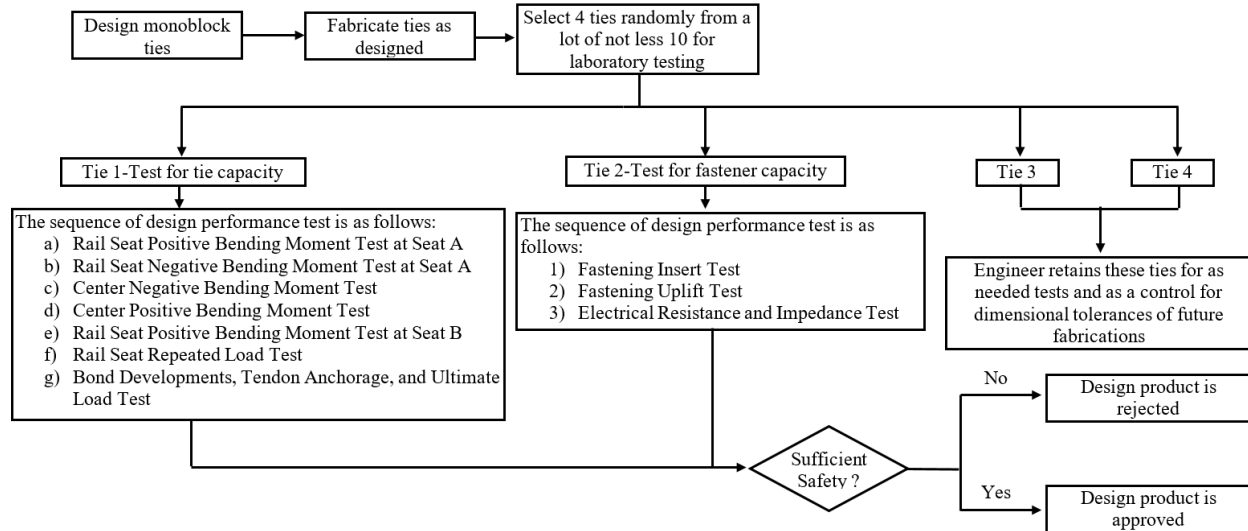 Design monoblock
ties
Fabricate ties as
designed
Select 4 ties randomly from a
lot of not less 10 for
laboratory testing
Tie 1-Test for tie capacity
Tie 2-Test for fastener capacity
Tie 3
Tie 4
The sequence of design performance test is as follows:
a) Rail Seat Positive Bending Moment Test at Seat A
b) Rail Seat Negative Bending Moment Test at Seat A
c) Center Negative Bending Moment Test
d) Center Positive Bending Moment Test
e) Rail Seat Positive Bending Moment Test at Seat B
f) Rail Seat Repeated Load Test
g) Bond Developments, Tendon Anchorage, and Ultimate
Load Test
The sequence of design performance test is as
follows:
1) Fastening Insert Test
2) Fastening Uplift Test
3) Electrical Resistance and Impedance Test
Engineer retains these ties for as
needed tests and as a control for
dimensional tolerances of future
fabrications
Sufficient
Safety ?
No
Design product is
rejected
Yes
Design product is
approved